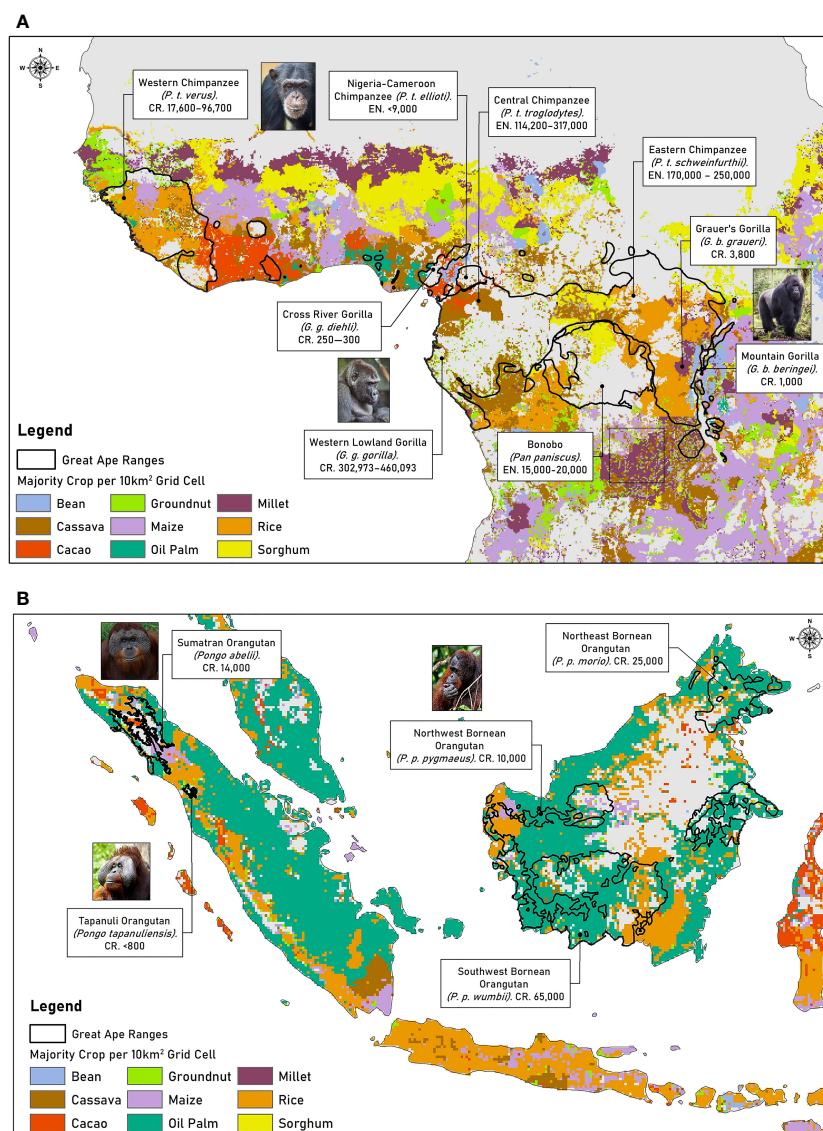 A
N
W E
S
Western Chimpanzee
(P. t. verus).
CR. 17,600–96,700
Nigeria-Cameroon
Chimpanzee (P. t. ellioti).
EN. <9,000
Central Chimpanzee
(P. t. troglodytes).
EN. 114,200–317,000
Eastern Chimpanzee
(P. t. schweinfurthii).
EN. 170,000 – 250,000
Grauer's Gorilla
(G. b. graueri).
CR. 3,800
Cross River Gorilla
(G. g. diehli).
CR. 250—300
Mountain Gorilla
(G. b. beringei).
CR. 1,000
Western Lowland Gorilla
(G. g. gorilla).
CR. 302,973–460,093
Bonobo
(Pan paniscus).
EN. 15,000-20,000
Legend
Great Ape Ranges
Majority Crop per 10km² Grid Cell
Bean Groundnut Millet
Cassava Maize Rice
Cacao Oil Palm Sorghum
B
N
W
S
Sumatran Orangutan
(Pongo abelii).
CR. 14,000
Northeast Bornean
Orangutan
(P. p. morio). CR. 25,000
Northwest Bornean
Orangutan
(P. p. pygmaeus). CR. 10,000
Tapanuli Orangutan
(Pongo tapanuliensis).
CR. <800
Southwest Bornean
Orangutan
(P. p. wumbii). CR. 65,000
Legend
Great Ape Ranges
Majority Crop per 10km² Grid Cell
Bean Groundnut Millet
Cassava Maize Rice
Cacao Oil Palm Sorghum